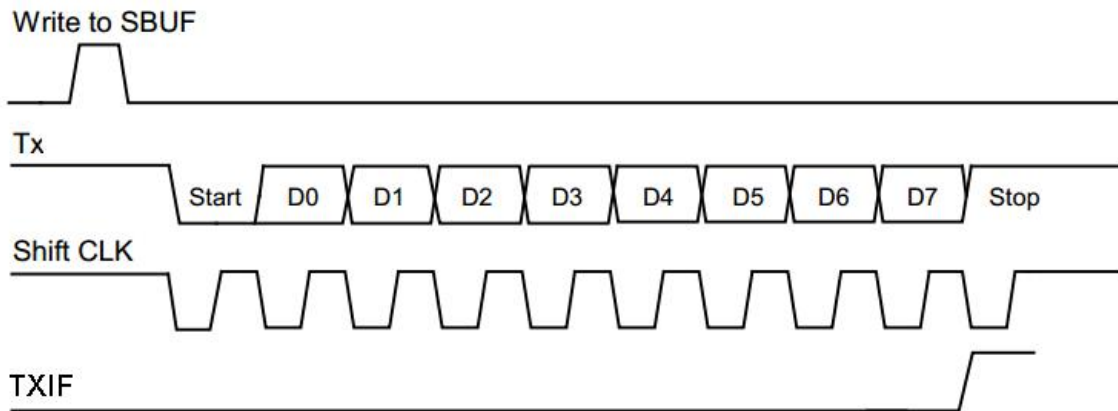 Write to SBUF
Tx
Start D0 D1 D2 D3 D4 D5 D6 D7 Stop
Shift CLK
TXIF